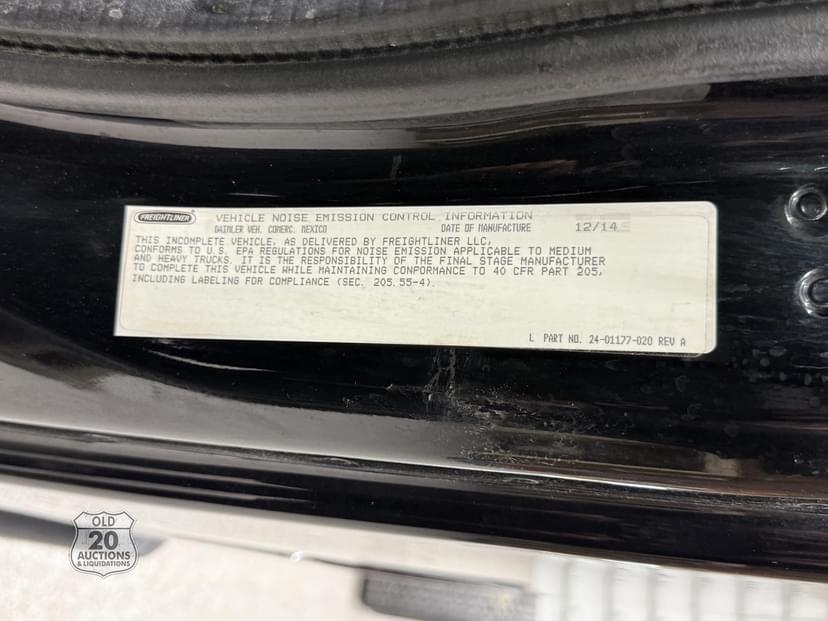 FREIGHTLINER VEHICLE NOISE EMISSION CONTROL INFORMATION
DAIMLER VEH. COMERC. MEXICO DATE OF MANUFACTURE 12/14
THIS INCOMPLETE VEHICLE, AS DELIVERED BY FREIGHTLINER LLC,
CONFORMS TO U.S. EPA REGULATIONS FOR NOISE EMISSION APPLICABLE TO MEDIUM
AND HEAVY TRUCKS. IT IS THE RESPONSIBILITY OF THE FINAL STAGE MANUFACTURER
TO COMPLETE THIS VEHICLE WHILE MAINTAINING CONFORMANCE TO 40 CFR PART 205,
INCLUDING LABELING FOR COMPLIANCE (SEC. 205.55-4).
L PART NO. 24-01177-020 REV A
OLD
20
AUCTIONS
& LIQUIDATIONS